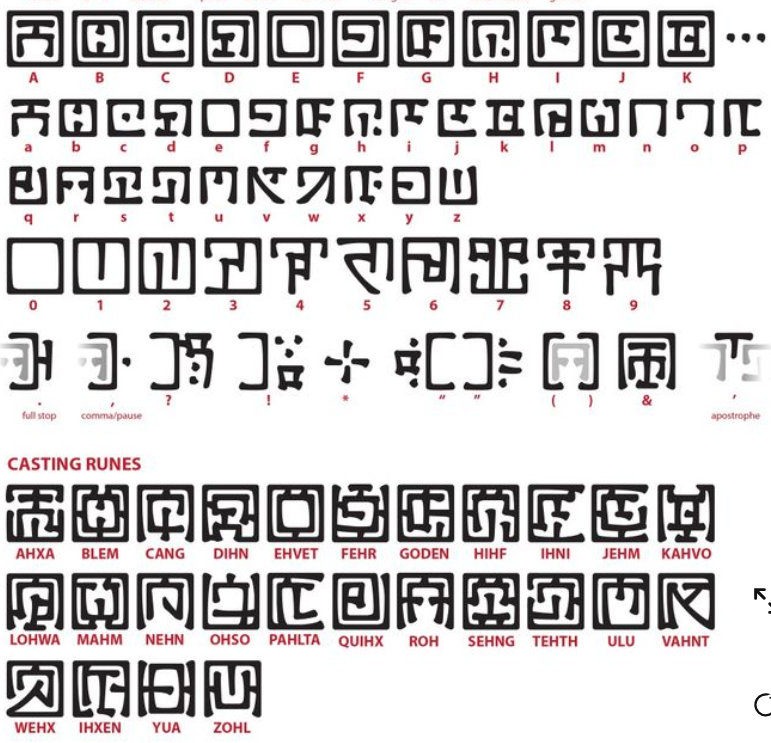 A B C D E F G H I J K ...
a b c d e f g h i j k l m n o p
q r s t u v w x y z
0 1 2 3 4 5 6 7 8 9
. , ? ! * “ ” ( ) & ’
full stop comma/pause apostrophe
CASTING RUNES
AHXA BLEM CANG DIHN EHVET FEHR GODEN HIHF IHNI JEHM KAHVO
LOHWA MAHM NEHN OHSO PAHLTA QUIHX ROH SEHNG TEHTH ULU VAHNT
WEHX IHXEN YUA ZOHL